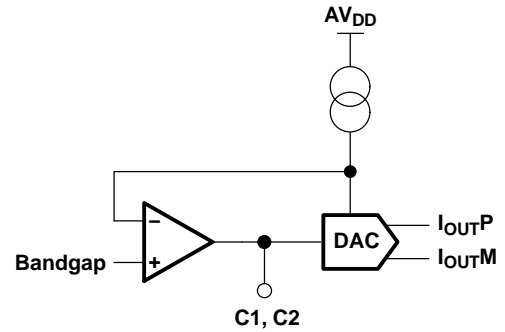 AVDD
−
DAC
IOUTP
Bandgap
+
IOUTM
C1, C2